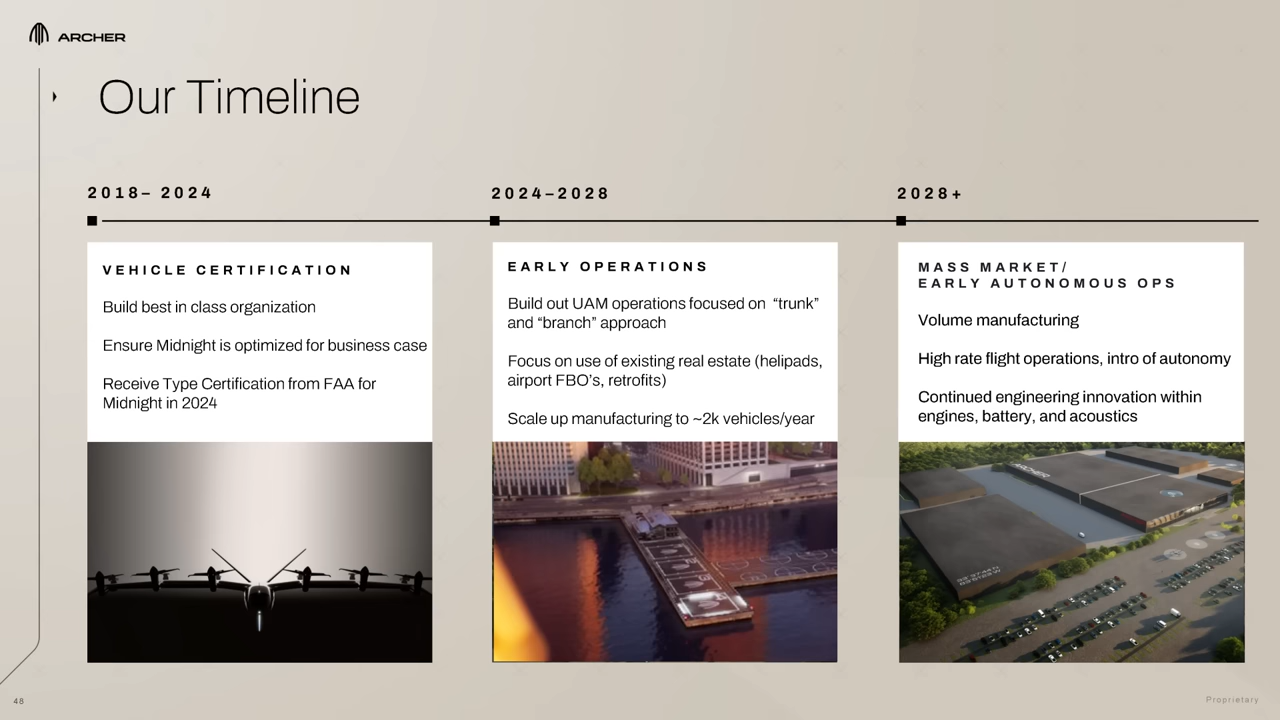 ARCHER
Our Timeline
2018– 2024
VEHICLE CERTIFICATION
Build best in class organization
Ensure Midnight is optimized for business case
Receive Type Certification from FAA for
Midnight in 2024
2024–2028
EARLY OPERATIONS
Build out UAM operations focused on “trunk”
and “branch” approach
Focus on use of existing real estate (helipads,
airport FBO’s, retrofits)
Scale up manufacturing to ~2k vehicles/year
2028+
MASS MARKET/
EARLY AUTONOMOUS OPS
Volume manufacturing
High rate flight operations, intro of autonomy
Continued engineering innovation within
engines, battery, and acoustics
ARCHER
48
Proprietary